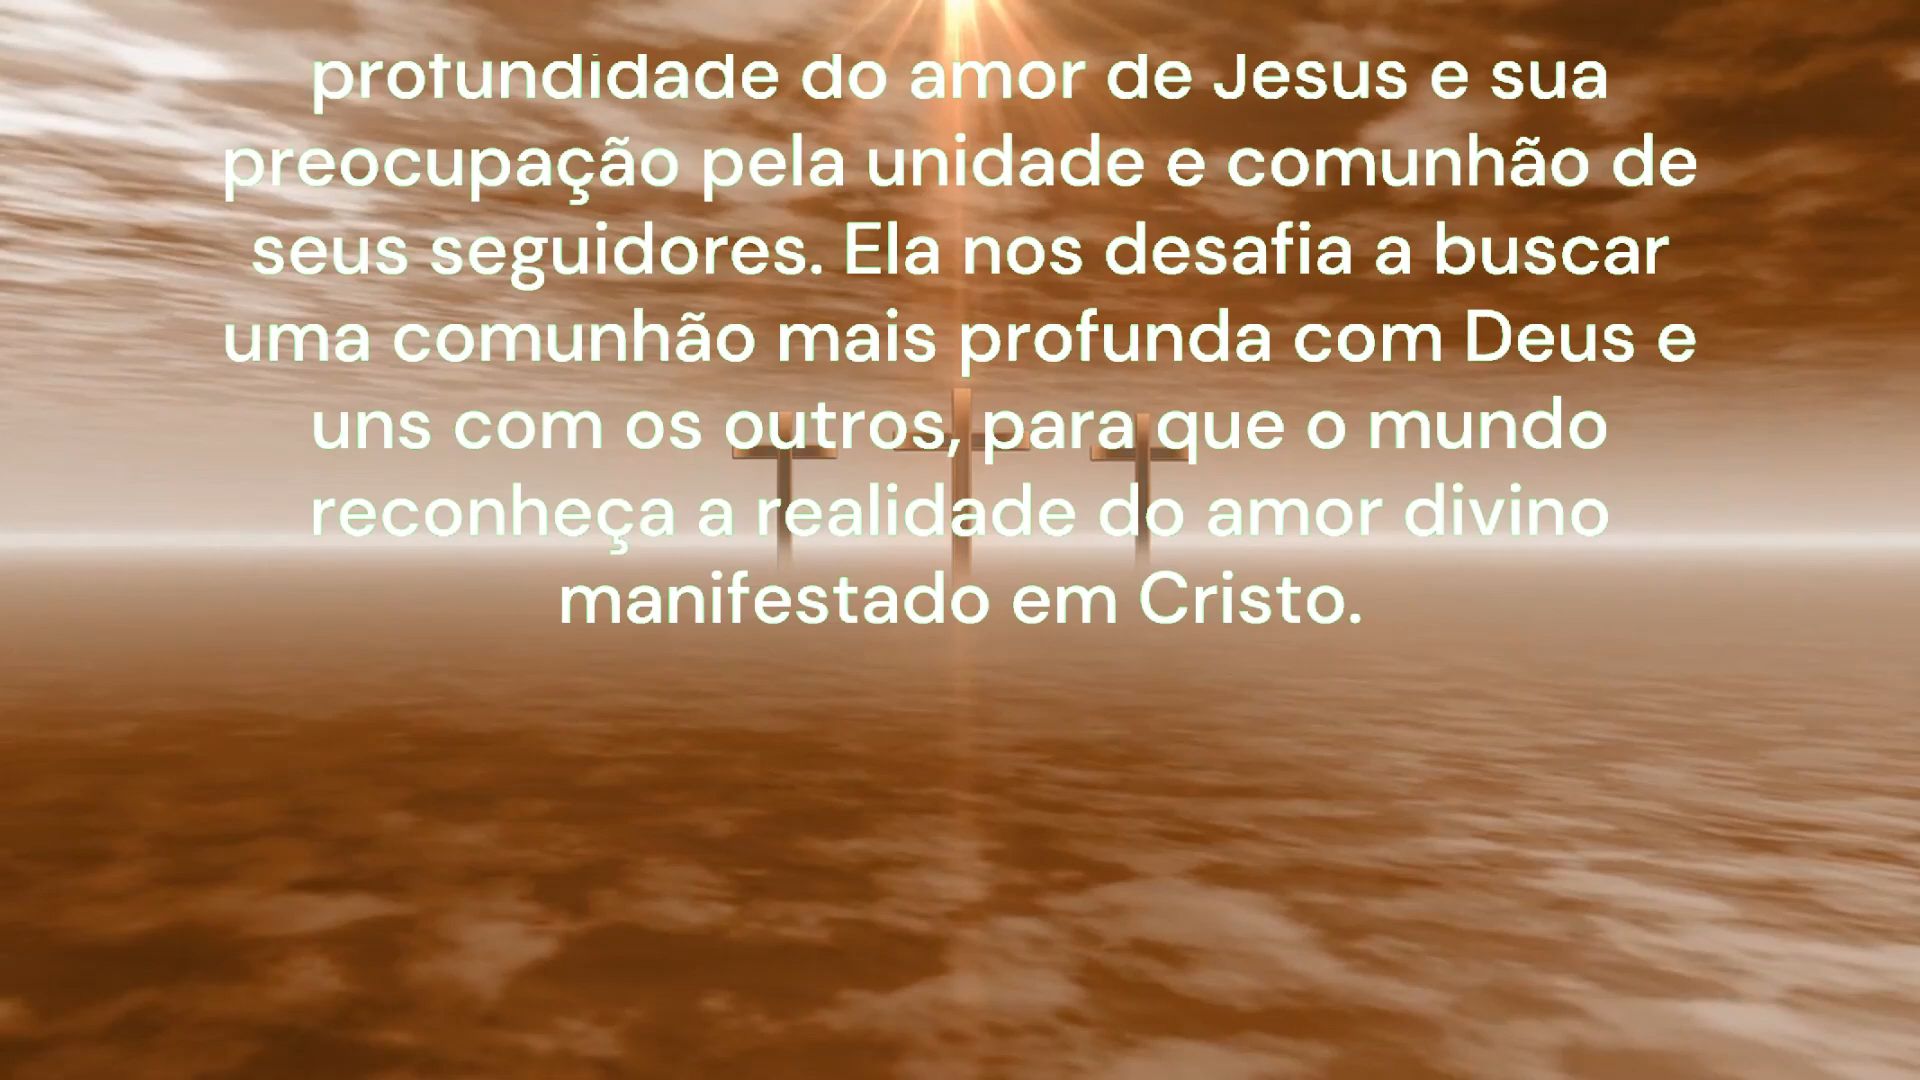 profundidade do amor de Jesus e sua
preocupação pela unidade e comunhão de
seus seguidores. Ela nos desafia a buscar
uma comunhão mais profunda com Deus e
uns com os outros, para que o mundo
reconheça a realidade do amor divino
manifestado em Cristo.